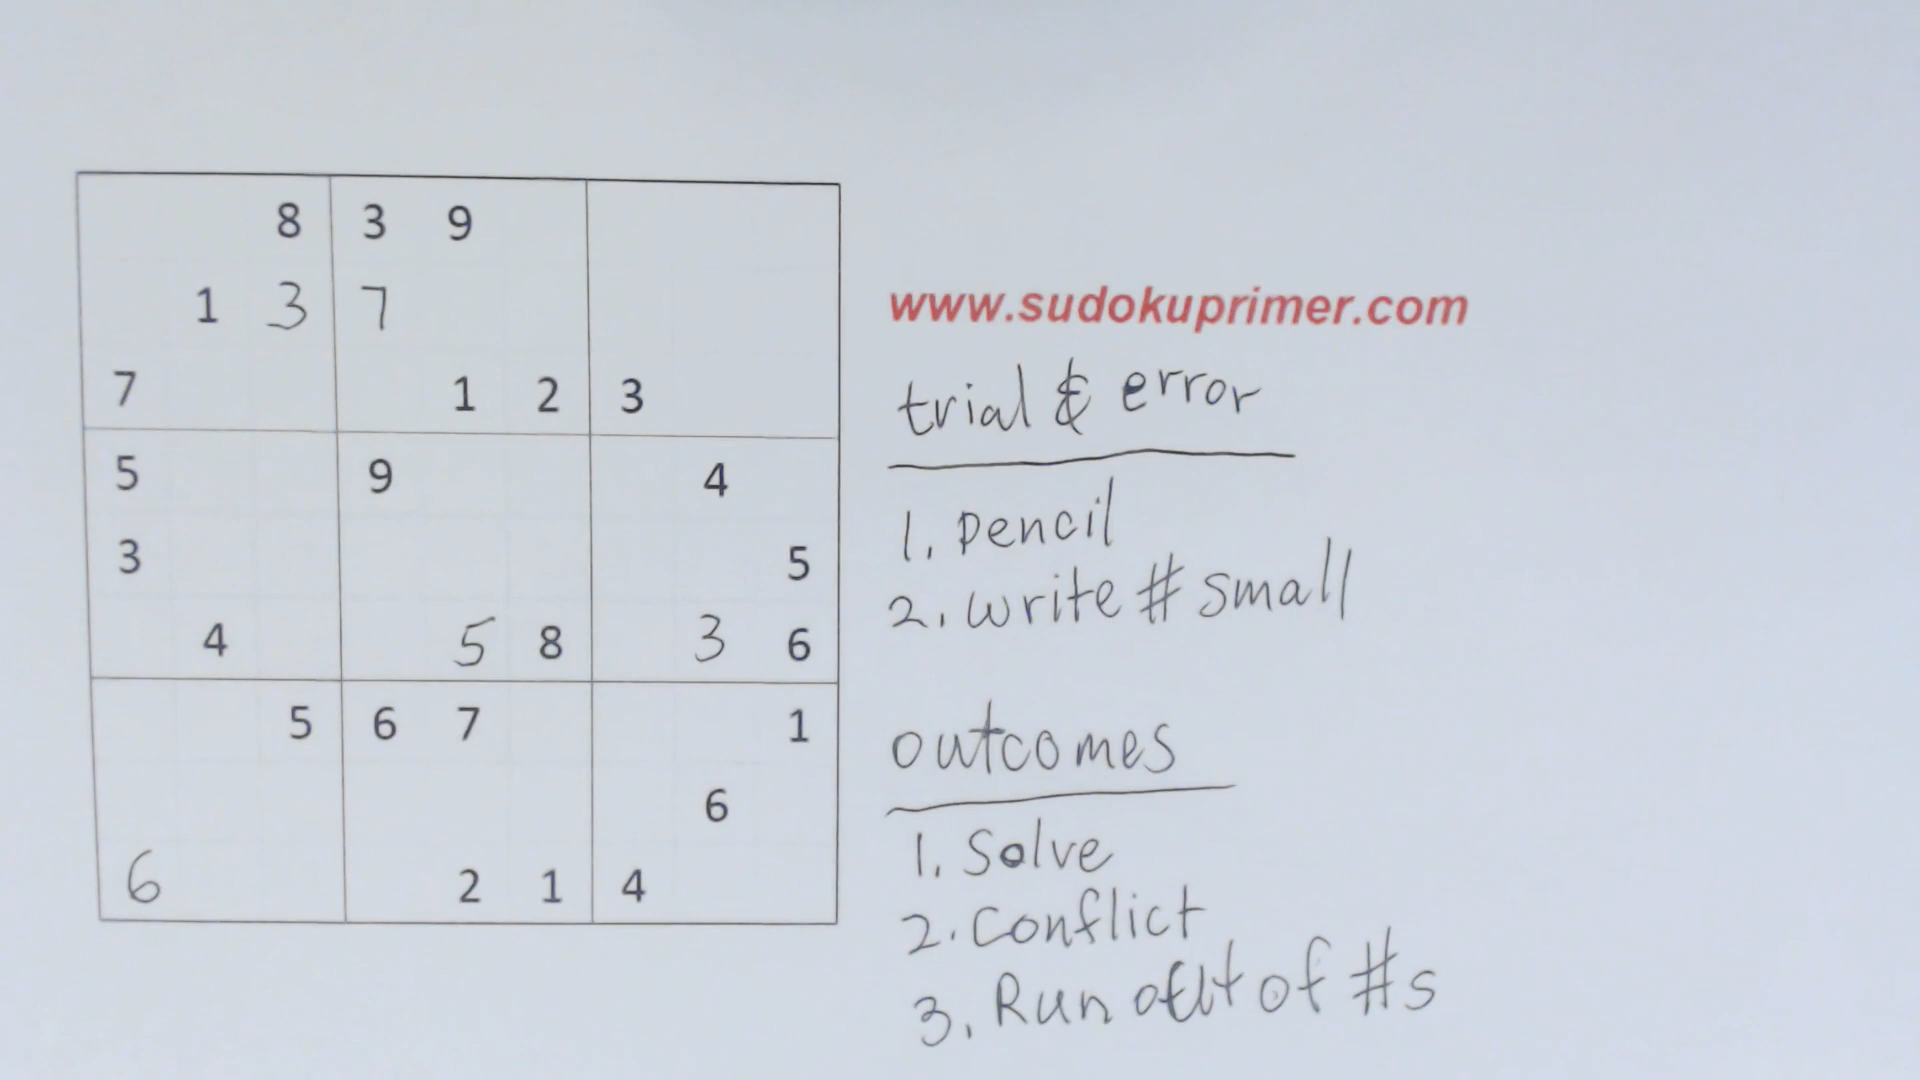 8 3 9
1 3 7
7 1 2 3
5 9 4
3 5
4 5 8 3 6
5 6 7 1
6
6 2 1 4
www.sudokuprimer.com
trial & error
1. pencil
2. write # small
outcomes
1. Solve
2. Conflict
3. Run out of #s